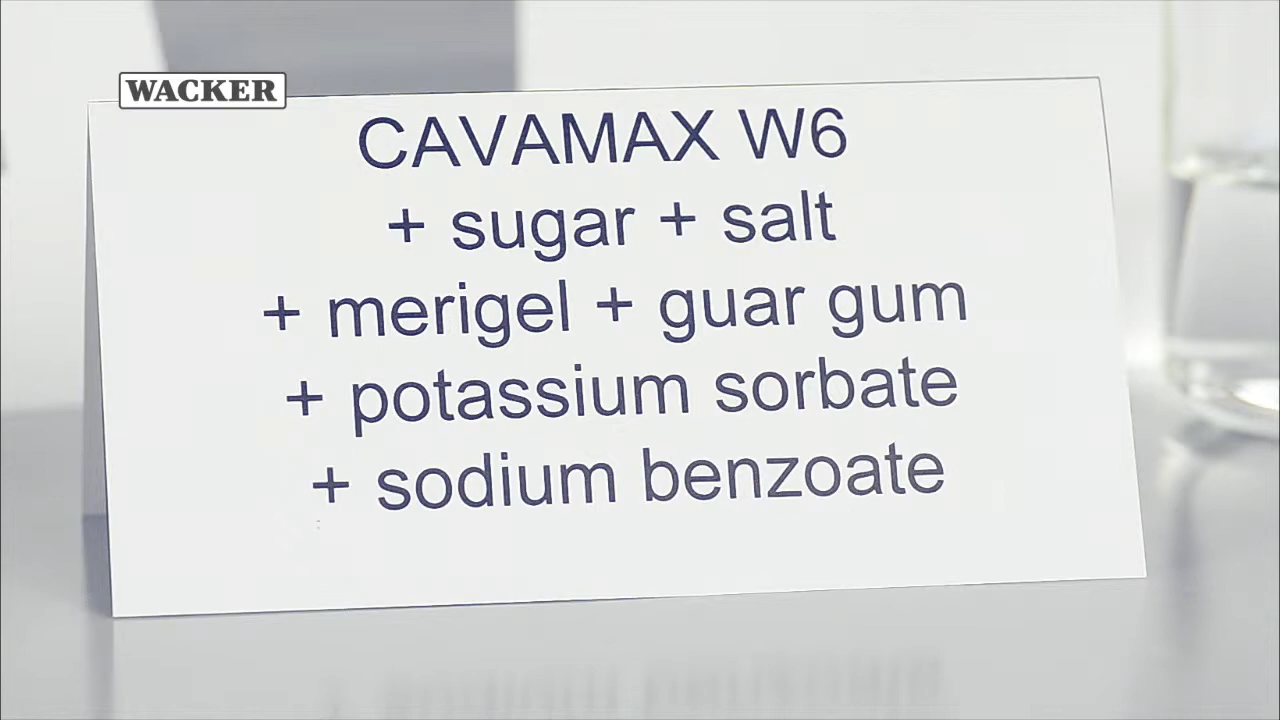 WACKER
CAVAMAX W6
+ sugar + salt
+ merigel + guar gum
+ potassium sorbate
+ sodium benzoate